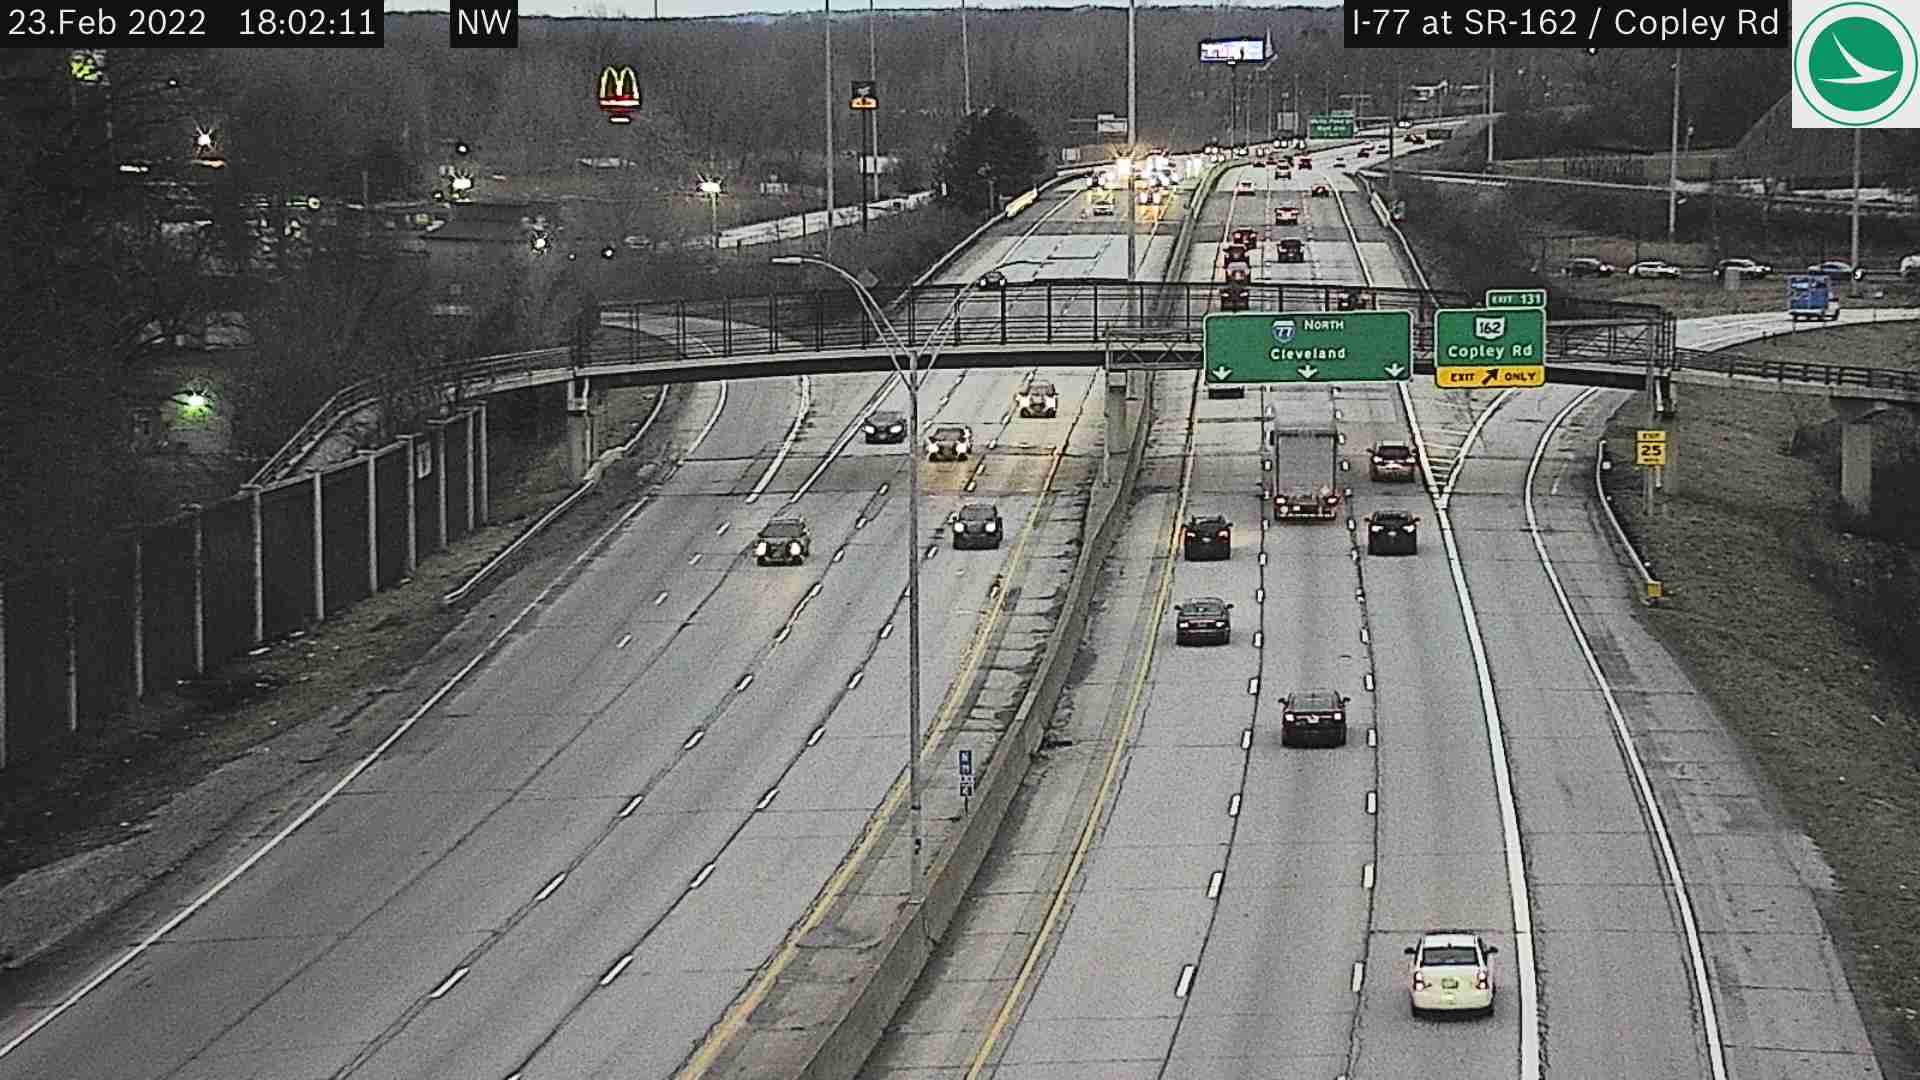 23.Feb 2022 18:02:11
NW
I-77 at SR-162 / Copley Rd
77 NORTH
Cleveland
EXIT 131
162
Copley Rd
EXIT ONLY
EXIT
25